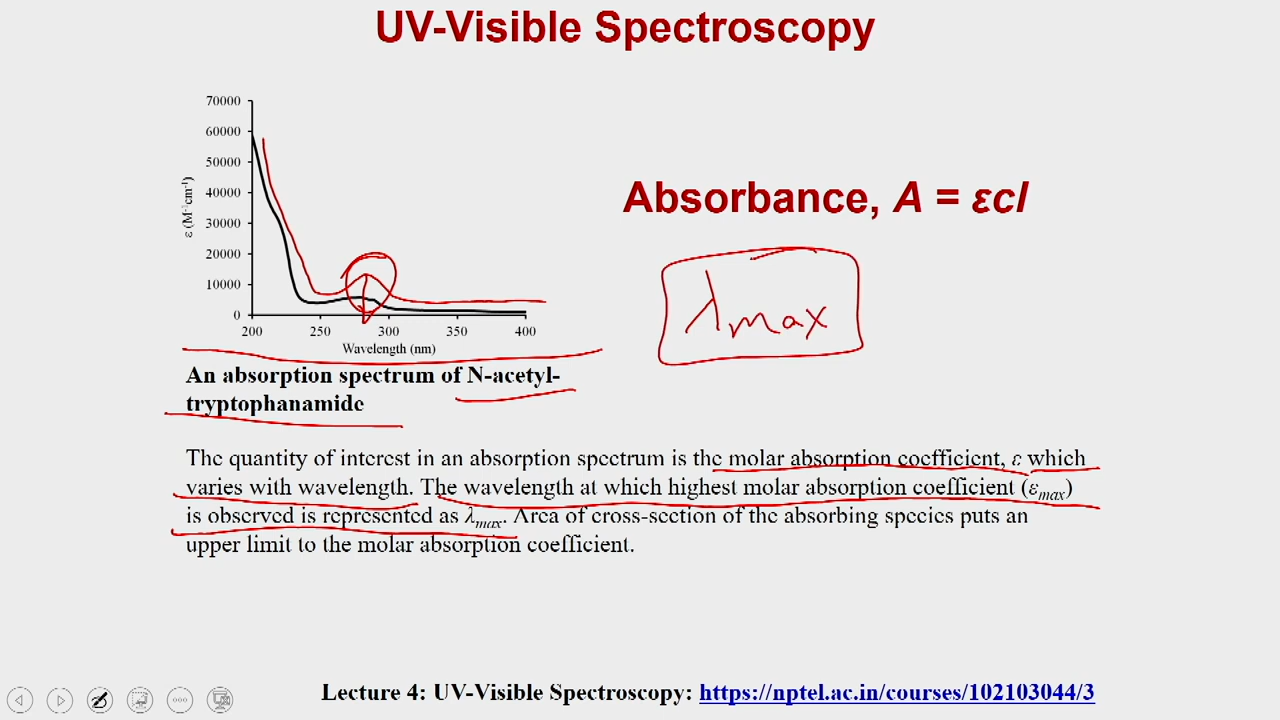 UV-Visible Spectroscopy
70000
60000
50000
40000
30000
20000
10000
0
ε (M⁻¹cm⁻¹)
200 250 300 350 400
Wavelength (nm)
Absorbance, A = εcl
λmax
An absorption spectrum of N-acetyl-
tryptophanamide
The quantity of interest in an absorption spectrum is the molar absorption coefficient, ε which
varies with wavelength. The wavelength at which highest molar absorption coefficient (εmax)
is observed is represented as λmax. Area of cross-section of the absorbing species puts an
upper limit to the molar absorption coefficient.
Lecture 4: UV-Visible Spectroscopy: https://nptel.ac.in/courses/102103044/3